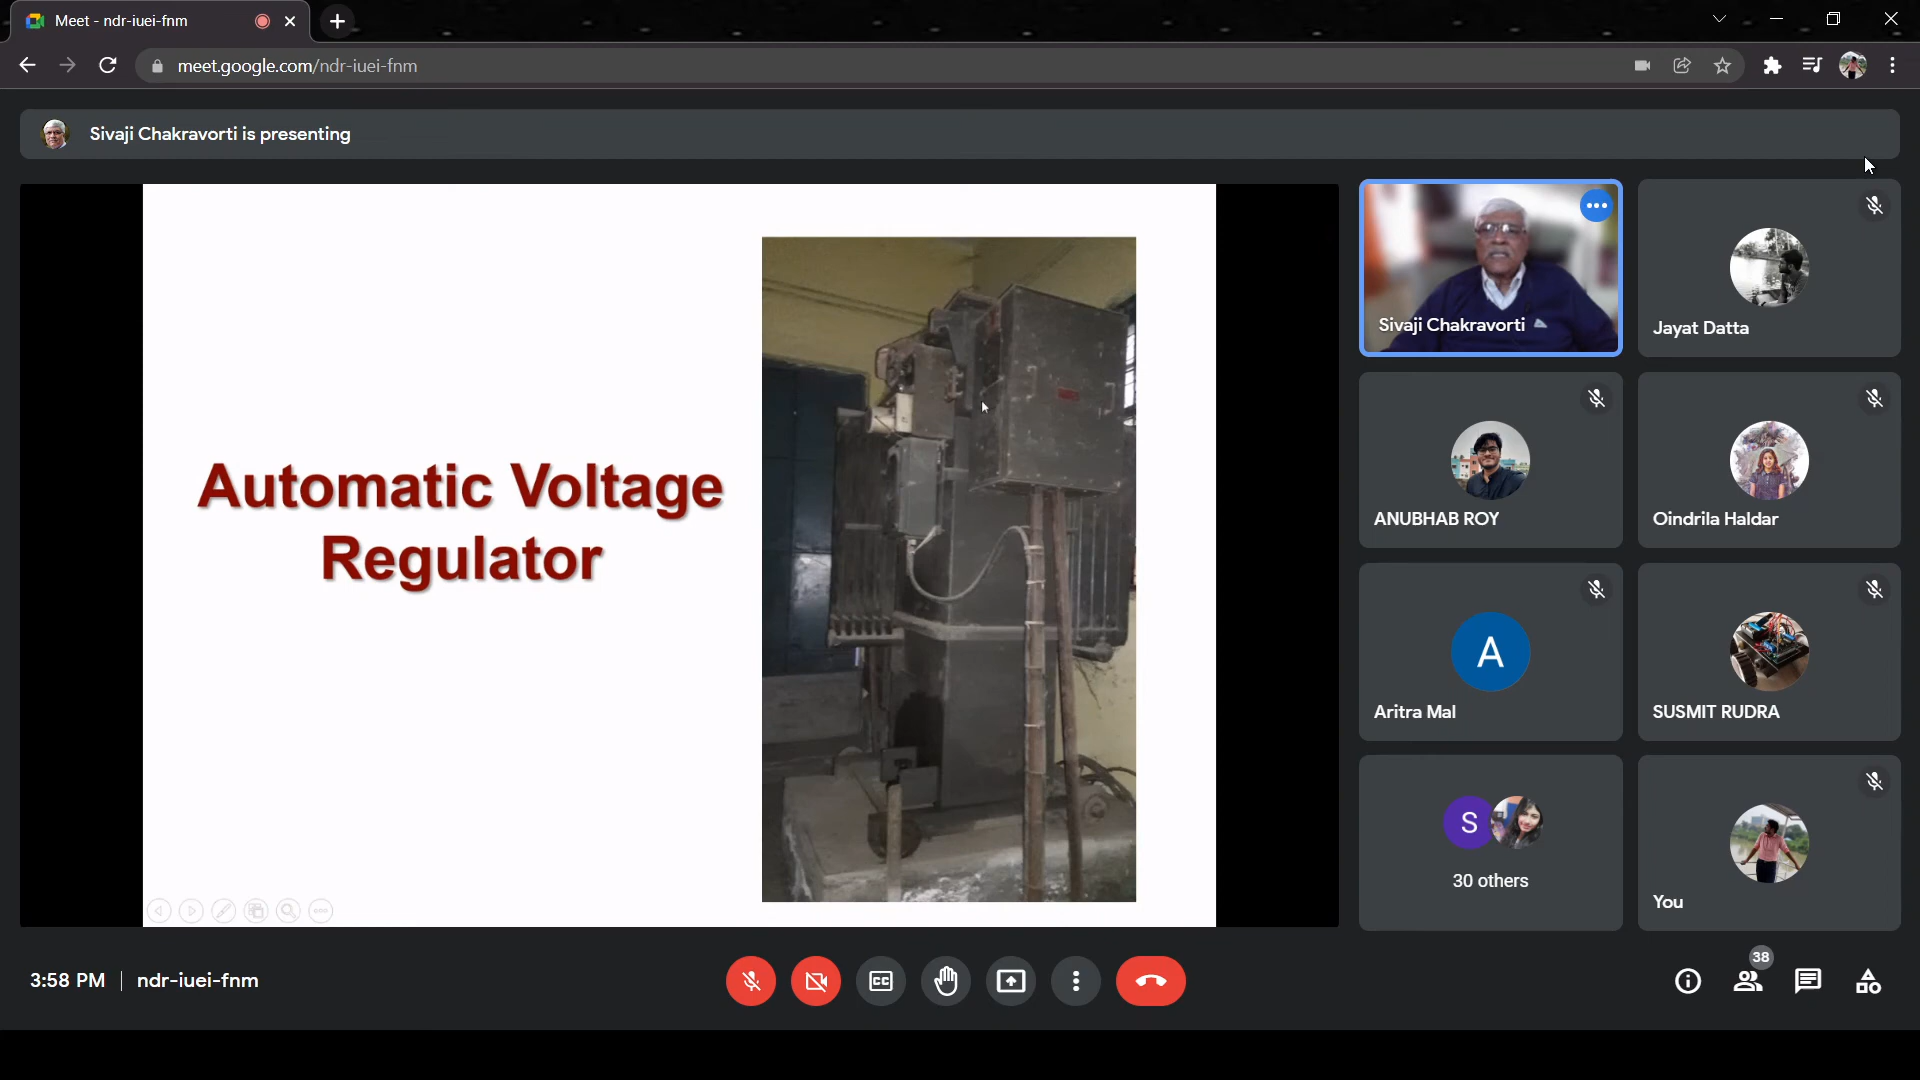 Meet - ndr-iuei-fnm
meet.google.com/ndr-iuei-fnm
Sivaji Chakravorti is presenting
Automatic Voltage
Regulator
Sivaji Chakravorti
Jayat Datta
ANUBHAB ROY
Oindrila Haldar
A
Aritra Mal
SUSMIT RUDRA
S
30 others
You
3:58 PM | ndr-iuei-fnm
CC
38